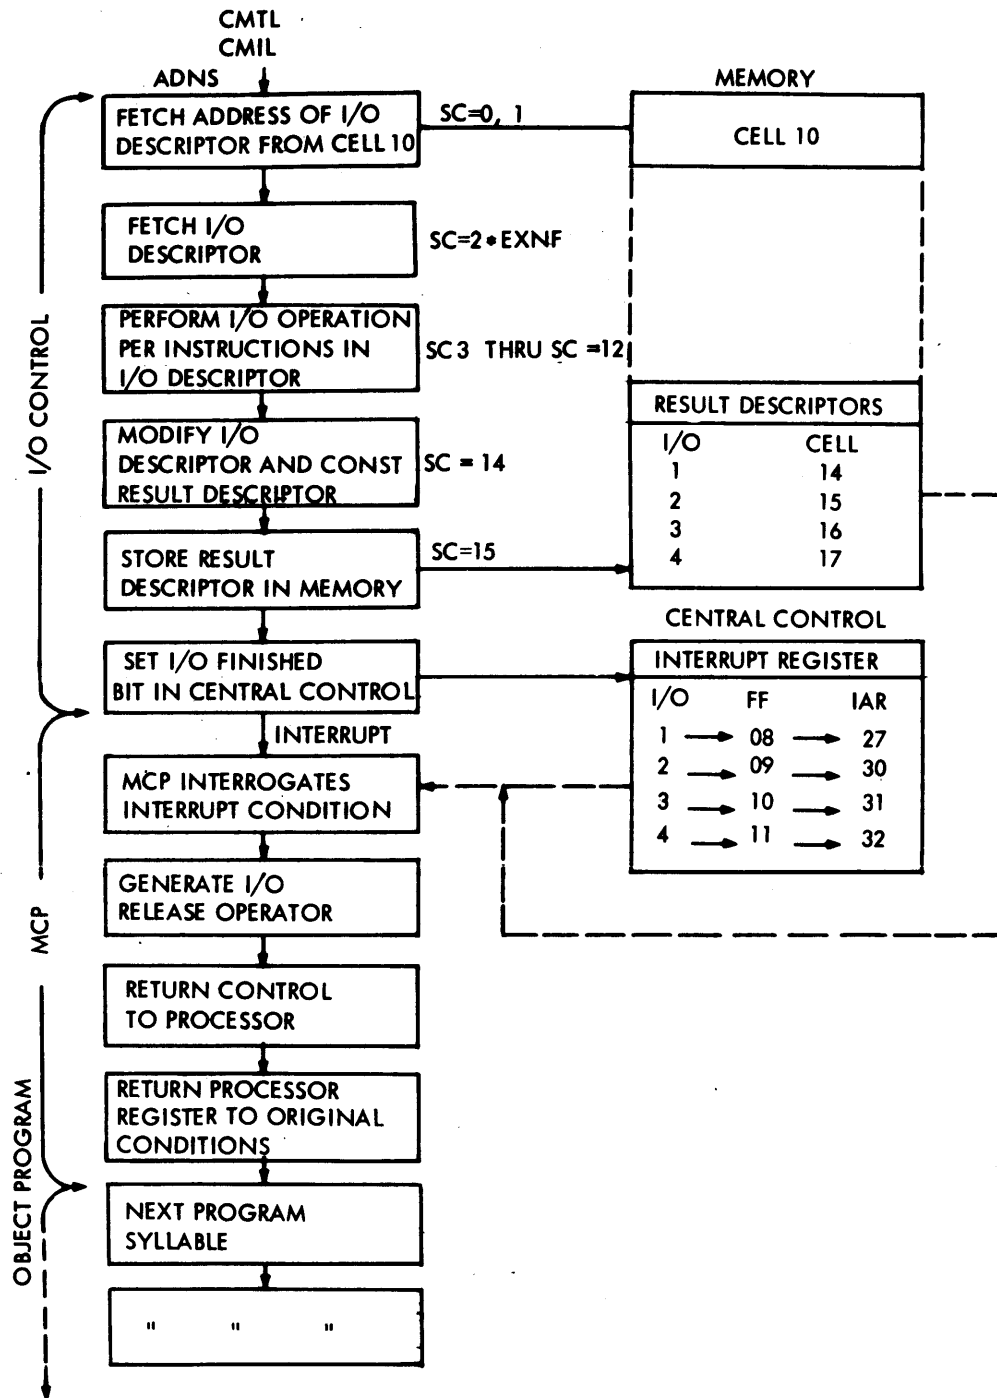 CMTL
CMIL
ADNS
FETCH ADDRESS OF I/O
DESCRIPTOR FROM CELL 10
SC=0, 1
MEMORY
CELL 10
FETCH I/O
DESCRIPTOR
SC=2*EXNF
PERFORM I/O OPERATION
PER INSTRUCTIONS IN
I/O DESCRIPTOR
SC3 THRU SC =12
MODIFY I/O
DESCRIPTOR AND CONST
RESULT DESCRIPTOR
SC = 14
RESULT DESCRIPTORS
I/O CELL
1 14
2 15
3 16
4 17
STORE RESULT
DESCRIPTOR IN MEMORY
SC=15
SET I/O FINISHED
BIT IN CENTRAL CONTROL
CENTRAL CONTROL
INTERRUPT REGISTER
I/O FF IAR
1 08 27
2 09 30
3 10 31
4 11 32
INTERRUPT
MCP INTERROGATES
INTERRUPT CONDITION
GENERATE I/O
RELEASE OPERATOR
RETURN CONTROL
TO PROCESSOR
RETURN PROCESSOR
REGISTER TO ORIGINAL
CONDITIONS
NEXT PROGRAM
SYLLABLE
" " "
I/O CONTROL
MCP
OBJECT PROGRAM